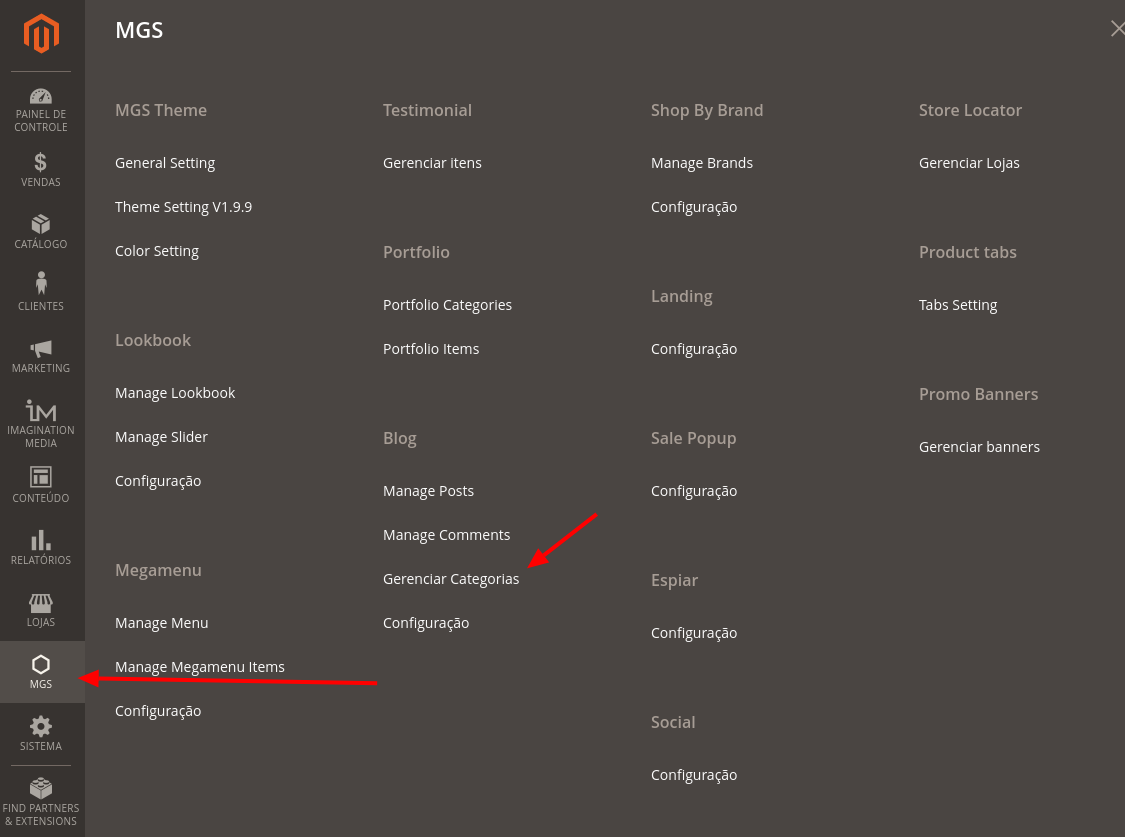 MGS
PAINEL DE
CONTROLE
VENDAS
CATÁLOGO
CLIENTES
MARKETING
IMAGINATION
MEDIA
CONTEÚDO
RELATÓRIOS
LOJAS
MGS
SISTEMA
FIND PARTNERS
& EXTENSIONS
MGS Theme
General Setting
Theme Setting V1.9.9
Color Setting
Lookbook
Manage Lookbook
Manage Slider
Configuração
Megamenu
Manage Menu
Manage Megamenu Items
Configuração
Testimonial
Gerenciar itens
Portfolio
Portfolio Categories
Portfolio Items
Blog
Manage Posts
Manage Comments
Gerenciar Categorias
Configuração
Shop By Brand
Manage Brands
Configuração
Landing
Configuração
Sale Popup
Configuração
Espiar
Configuração
Social
Configuração
Store Locator
Gerenciar Lojas
Product tabs
Tabs Setting
Promo Banners
Gerenciar banners